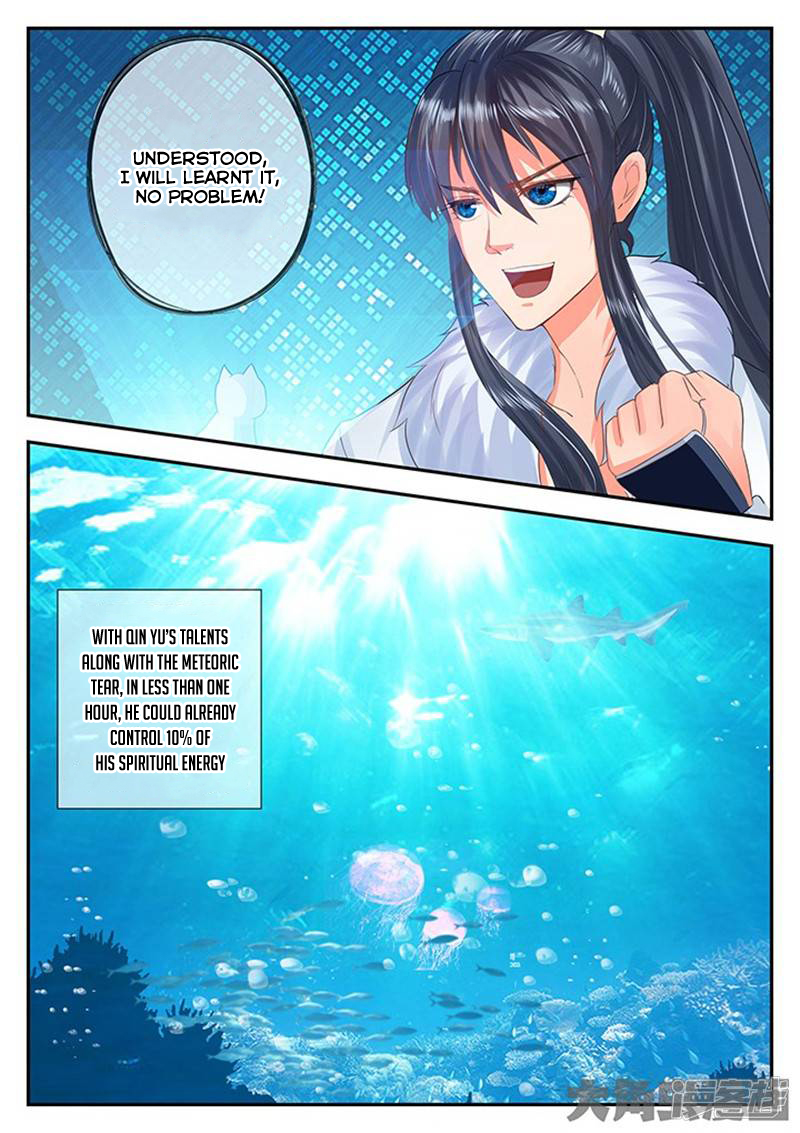 UNDERSTOOD,
I WILL LEARNT IT,
NO PROBLEM!
WITH QIN YU'S TALENTS
ALONG WITH THE METEORIC
TEAR, IN LESS THAN ONE
HOUR, HE COULD ALREADY
CONTROL 10% OF
HIS SPIRITUAL ENERGY